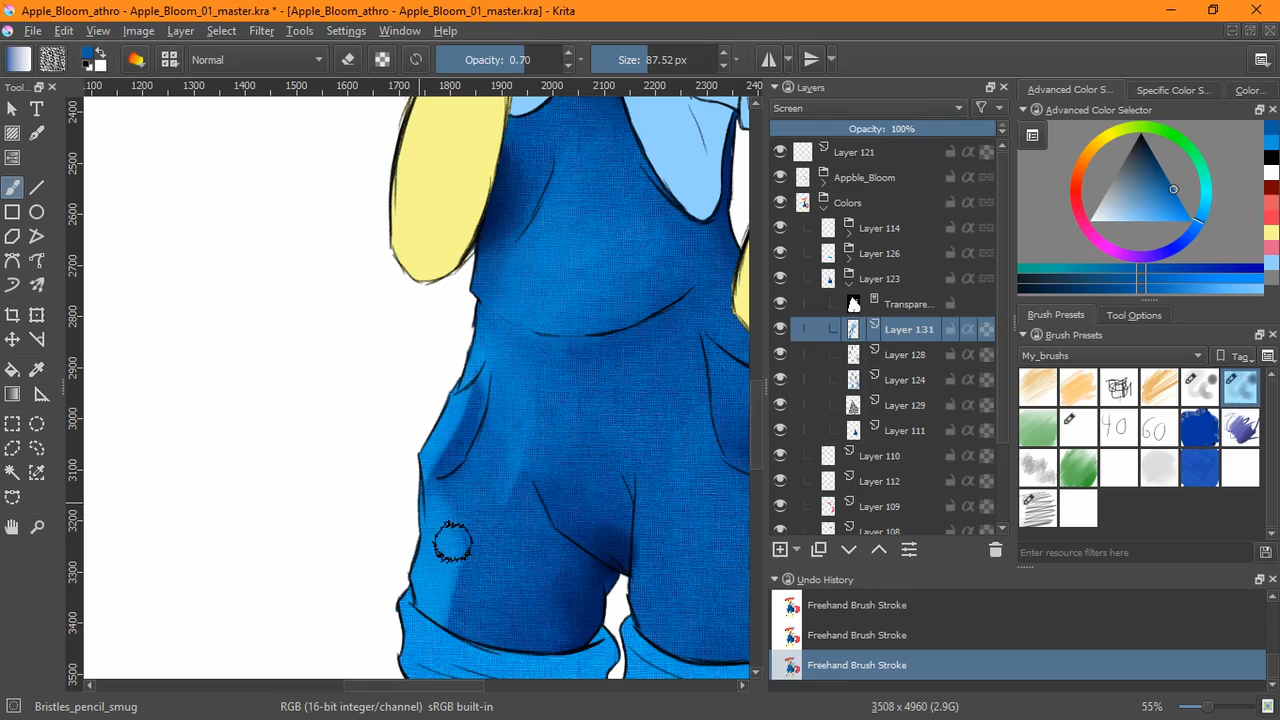 Apple_Bloom_athro - Apple_Bloom_01_master.kra * - [Apple_Bloom_athro - Apple_Bloom_01_master.kra] - Krita
File Edit View Image Layer Select Filter Tools Settings Window Help
Normal Opacity: 0.70 Size: 87.52 px
Tool...
1100 1200 1300 1400 1500 1600 1700 1800 1900 2000 2100 2200 2300 240
2400
2500
2600
2700
2800
2900
3000
3100
3200
3300
3400
3500
Layers
Screen
Opacity: 100%
Layer 121
Appble_Bloom
Colors
Layer 114
Layer 126
Layer 123
Transpare...
Layer 131
Layer 128
Layer 124
Layer 129
Layer 111
Layer 110
Layer 112
Layer 109
Layer 108
Advanced Color S... Specific Color S... Color...
Advanced Color Selector
Brush Presets Tool Options
Brush Presets
My_brushes Tag
40 60
Enter resource filters
Undo History
Freehand Brush Stroke
Freehand Brush Stroke
Freehand Brush Stroke
Bristles_pencil_smug RGB (16-bit integer/channel) sRGB built-in 3508 x 4960 (2.9G) 55%